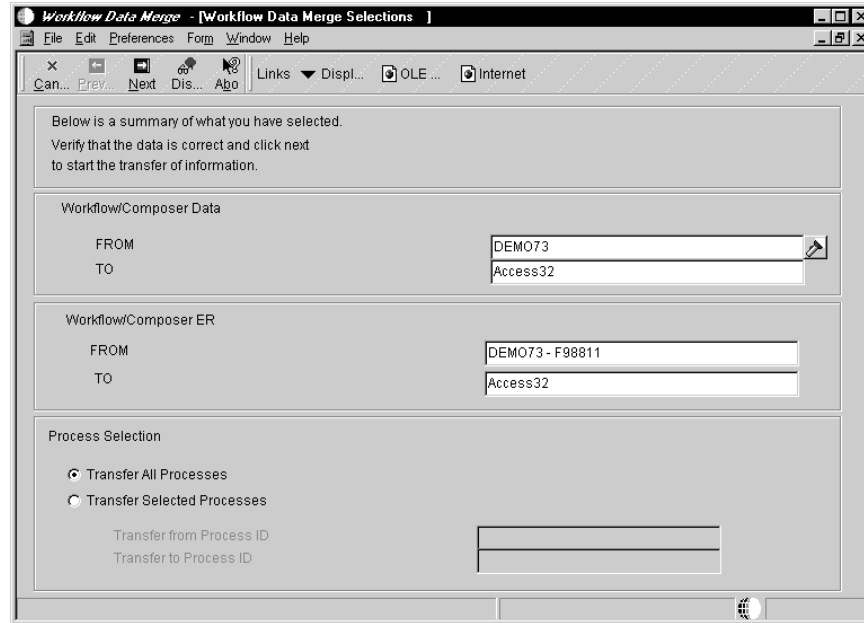 Workflow Data Merge - [Workflow Data Merge Selections ]
File Edit Preferences Form Window Help
Can... Prev... Next Dis... Abo Links Displ... OLE ... Internet
Below is a summary of what you have selected.
Verify that the data is correct and click next
to start the transfer of information.
Workflow/Composer Data
FROM DEMO73
TO Access32
Workflow/Composer ER
FROM DEMO73 - F98811
TO Access32
Process Selection
Transfer All Processes
Transfer Selected Processes
Transfer from Process ID
Transfer to Process ID